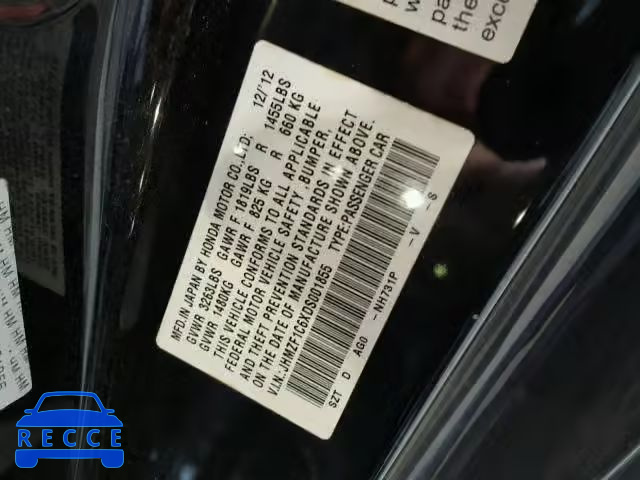 MFD IN JAPAN BY HONDA MOTOR CO.,LTD. 12/'12
GVWR 3263LBS GAWR F 1819LBS R 1455LBS
GVWR 1480KG GAWR F 825 KG R 660 KG
THIS VEHICLE CONFORMS TO ALL APPLICABLE
FEDERAL MOTOR VEHICLE SAFETY, BUMPER,
AND THEFT PREVENTION STANDARDS IN EFFECT
ON THE DATE OF MANUFACTURE SHOWN ABOVE.
V.I.N.:JHMZF1C6XDS001865 TYPE:PASSENGER CAR
SZT D AG0 -NH731P -V -S
exce
RECCE